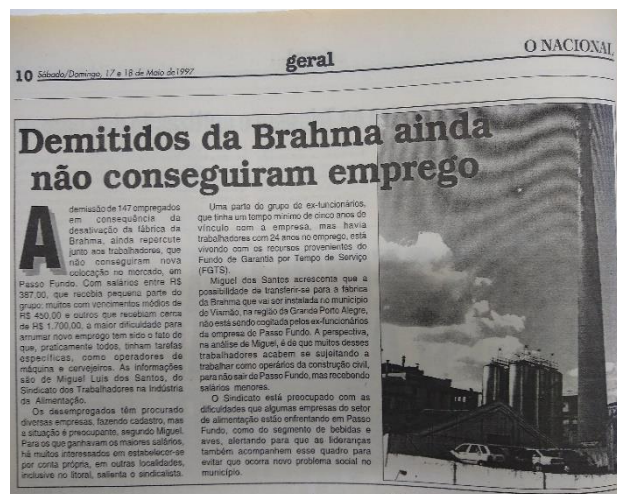 O NACIONAL
geral
10 Sábado/Domingo, 17 e 18 de Maio de 1997
Demitidos da Brahma ainda
não conseguiram emprego
A demissão de 147 empregados
em consequência da
desativação da fábrica da
Brahma, ainda repercute
junto aos trabalhadores, que
não conseguiram nova
colocação no mercado, em
Passo Fundo. Com salários entre R$
387,00, que recebia pequena parte do
grupo; muitos com vencimentos médios de
R$ 450,00 e outros que recebiam cerca
de R$ 1.700,00, a maior dificuldade para
arrumar novo emprego tem sido o fato de
que, praticamente todos, tinham tarefas
específicas, como operadores de
máquina e cervejeiros. As informações
são de Miguel Luis dos Santos, do
Sindicato dos Trabalhadores na Indústria
da Alimentação.
Os desempregados têm procurado
diversas empresas, fazendo cadastro, mas
a situação é preocupante, segundo Miguel.
Para os que ganhavam os maiores salários,
há muitos interessados em estabelecer-se
por conta própria, em outras localidades,
inclusive no litoral, salienta o sindicalista.
Uma parte do grupo de ex-funcionários,
que tinha um tempo mínimo de cinco anos de
vínculo com a empresa, mas havia
trabalhadores com 24 anos no emprego, está
vivendo com os recursos provenientes do
Fundo de Garantia por Tempo de Serviço
(FGTS).
Miguel dos Santos acrescenta que a
possibilidade de transferir-se para a fábrica
da Brahma que vai ser instalada no município
de Viamão, na região da Grande Porto Alegre,
não está sendo cogitada pelos ex-funcionários
da empresa de Passo Fundo. A perspectiva,
na análise de Miguel, é de que muitos desses
trabalhadores acabem se sujeitando a
trabalhar como operários da construção civil,
para não sair de Passo Fundo, mas recebendo
salários menores.
O Sindicato está preocupado com as
dificuldades que algumas empresas do setor
de alimentação estão enfrentando em Passo
Fundo, como do segmento de bebidas e
aves, alertando para que as lideranças
também acompanhem esse quadro para
evitar que ocorra novo problema social no
município.